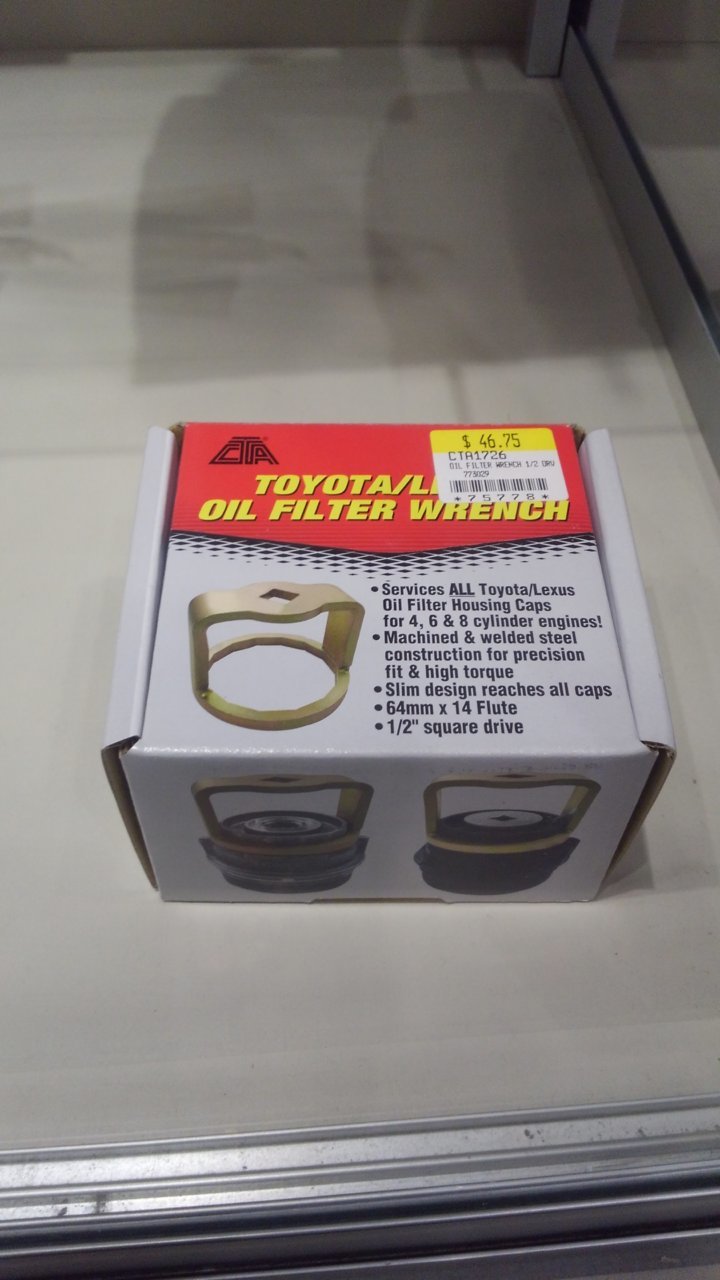 CTA
$ 46.75
CTA1726
OIL FILTER WRENCH 1/2 DRV
773029
*75778*
TOYOTA/L
OIL FILTER WRENCH
• Services ALL Toyota/Lexus
Oil Filter Housing Caps
for 4, 6 & 8 cylinder engines!
• Machined & welded steel
construction for precision
fit & high torque
• Slim design reaches all caps
• 64mm x 14 Flute
• 1/2" square drive